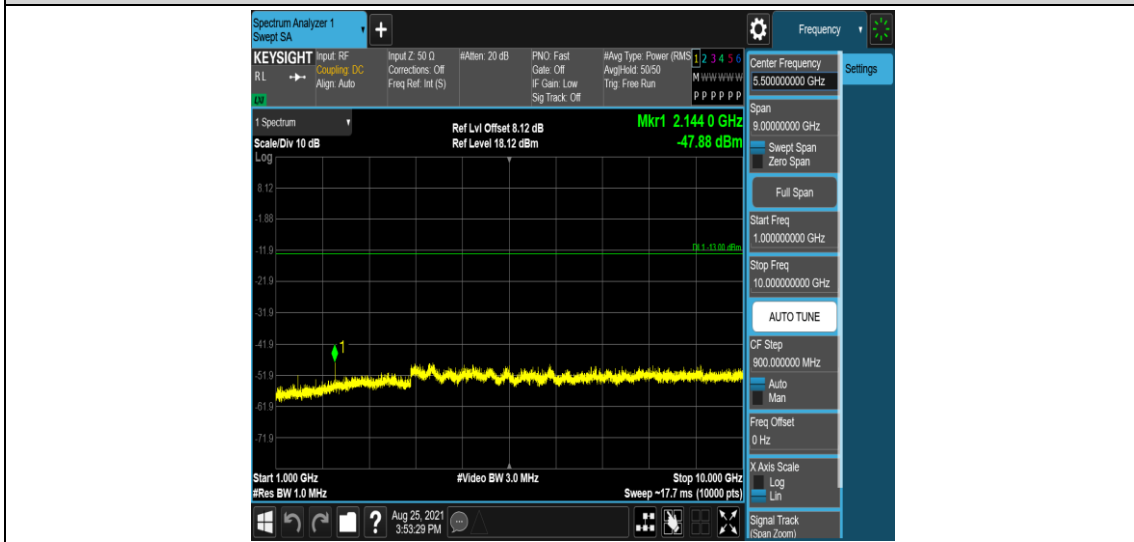 Spectrum Analyzer 1
Swept SA
+
Frequency
KEYSIGHT
RL
LXI
Input: RF
Coupling: DC
Align: Auto
Input Z: 50 Ω
Corrections: Off
Freq Ref: Int (S)
#Atten: 20 dB
PNO: Fast
Gate: Off
IF Gain: Low
Sig Track: Off
#Avg Type: Power (RMS
Avg|Hold: 50/50
Trig: Free Run
1 2 3 4 5 6
M W W W W W
P P P P P P
1 Spectrum
Scale/Div 10 dB
Log
Ref Lvl Offset 8.12 dB
Ref Level 18.12 dBm
Mkr1 2.144 0 GHz
-47.88 dBm
8.12
-1.88
-11.9
DL1 -13.00 dBm
-21.9
-31.9
-41.9
1
-51.9
-61.9
-71.9
Start 1.000 GHz
#Res BW 1.0 MHz
#Video BW 3.0 MHz
Stop 10.000 GHz
Sweep ~17.7 ms (10000 pts)
?
Aug 25, 2021
3:53:29 PM
Center Frequency
5.500000000 GHz
Settings
Span
9.00000000 GHz
Swept Span
Zero Span
Full Span
Start Freq
1.000000000 GHz
Stop Freq
10.000000000 GHz
AUTO TUNE
CF Step
900.000000 MHz
Auto
Man
Freq Offset
0 Hz
X Axis Scale
Log
Lin
Signal Track
(Span Zoom)